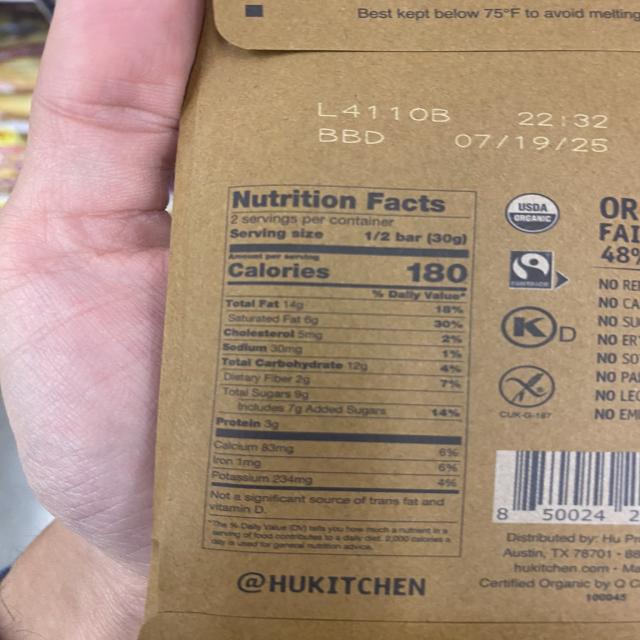 Best kept below 75°F to avoid melting
L4110B 22:32
BBD 07/19/25
Nutrition Facts
2 servings per container
Serving size 1/2 bar (30g)
Amount per serving
Calories 180
% Daily Value*
Total Fat 14g 18%
Saturated Fat 6g 30%
Cholesterol 5mg 2%
Sodium 30mg 1%
Total Carbohydrate 12g 4%
Dietary Fiber 2g 7%
Total Sugars 9g
Includes 7g Added Sugars 14%
Protein 3g
Calcium 83mg 6%
Iron 1mg 6%
Potassium 234mg 4%
Not a significant source of trans fat and
vitamin D.
*The % Daily Value (DV) tells you how much a nutrient in a
serving of food contributes to a daily diet. 2,000 calories a
day is used for general nutrition advice.
@HUKITCHEN
USDA
ORGANIC
FAIRTRADE
K D
CUK-G-187
OR
FAI
48%
NO RE
NO CA
NO SU
NO ER
NO SO
NO PA
NO LEC
NO EMU
8 50024 2
Distributed by: Hu Pr
Austin, TX 78701 - 88
hukitchen.com - Ma
Certified Organic by Q C
100045